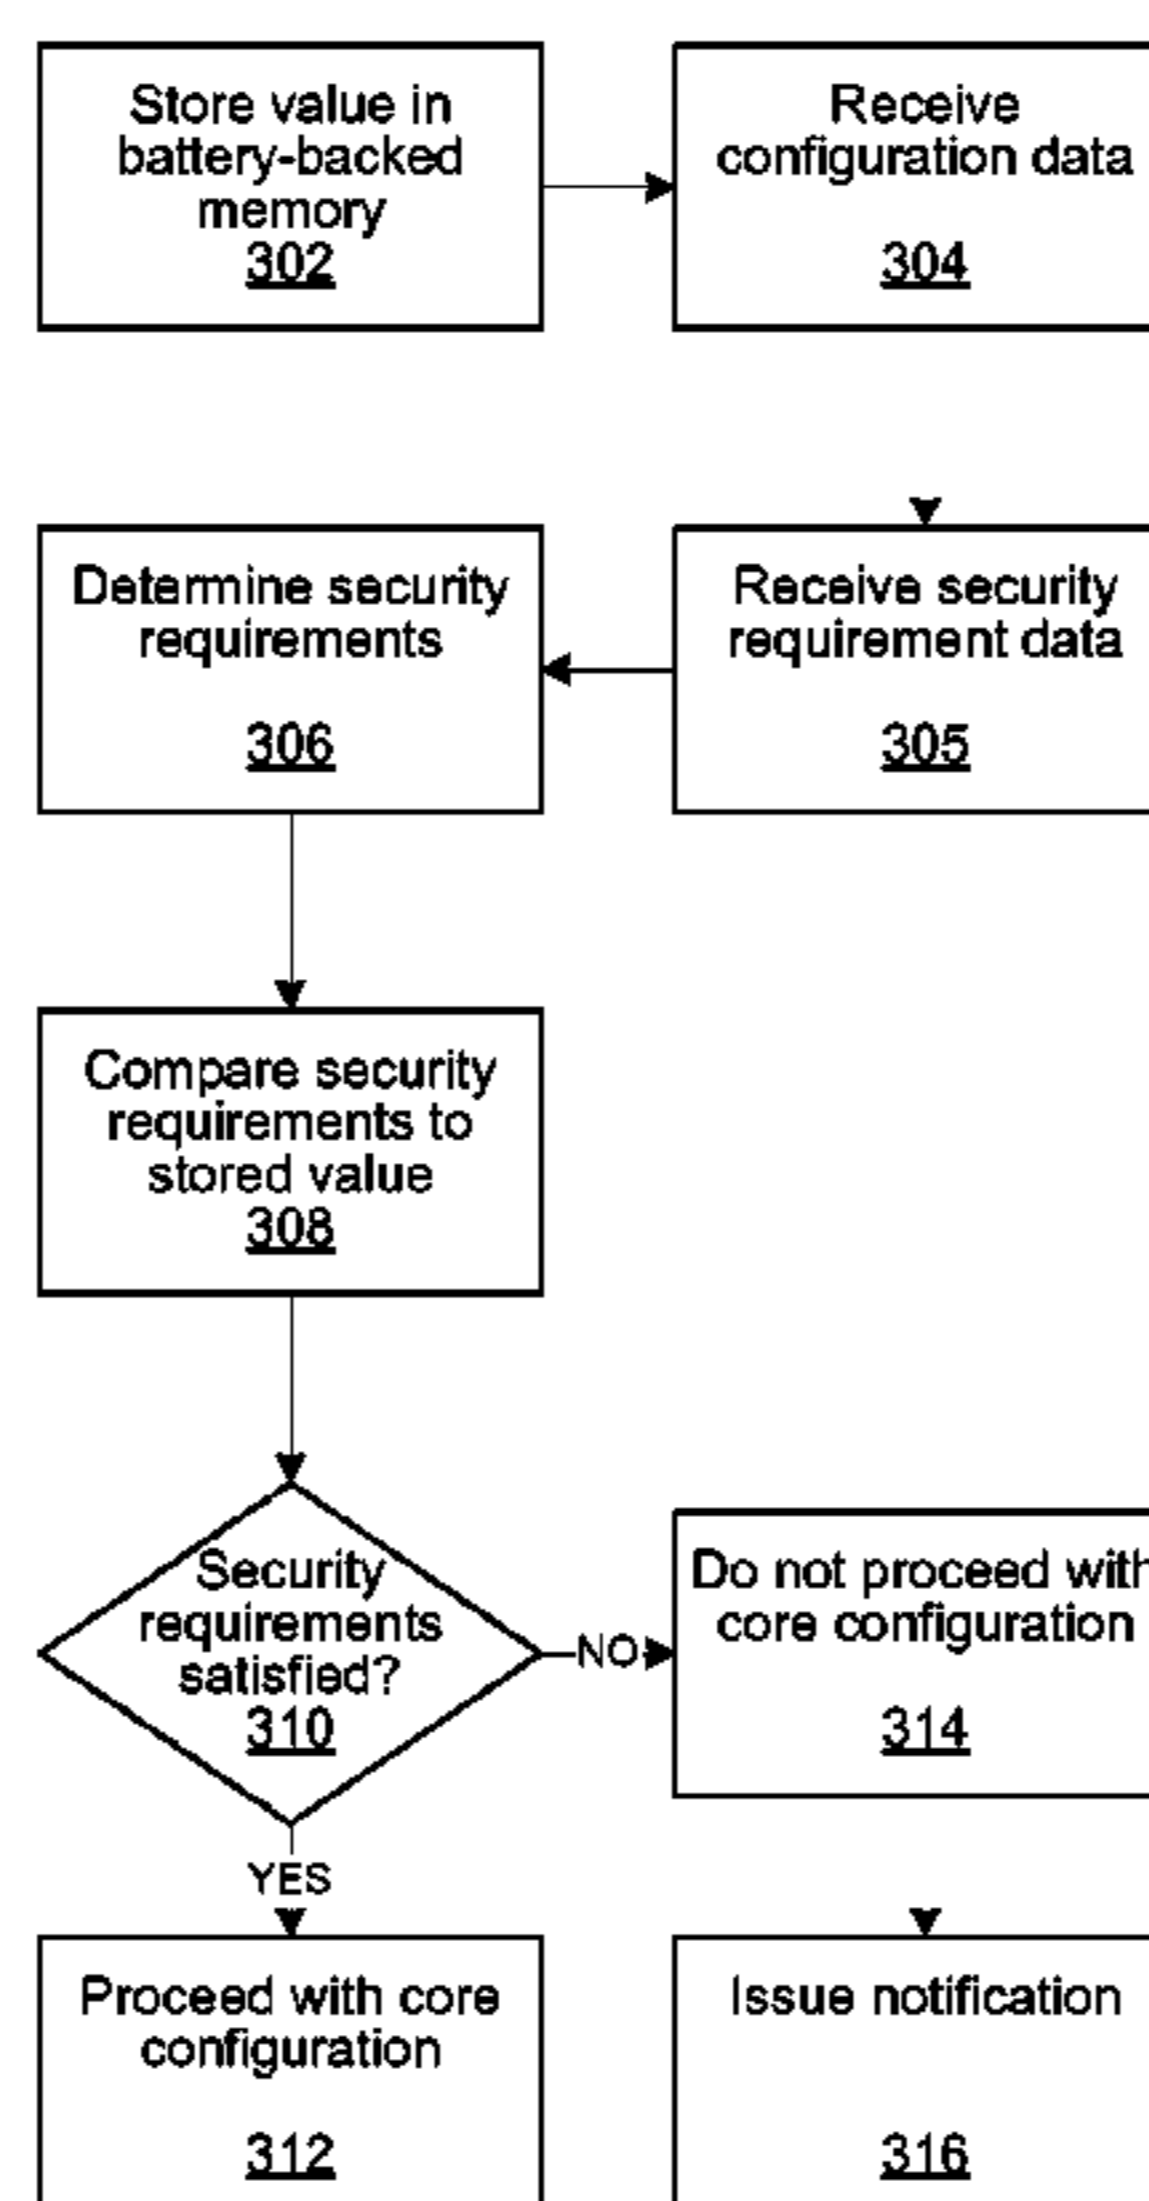 Store value in
battery-backed
memory
302
Receive
configuration data
304
Determine security
requirements
306
Receive security
requirement data
305
Compare security
requirements to
stored value
308
Security
requirements
satisfied?
310
NO
Do not proceed with
core configuration
314
YES
Proceed with core
configuration
312
Issue notification
316